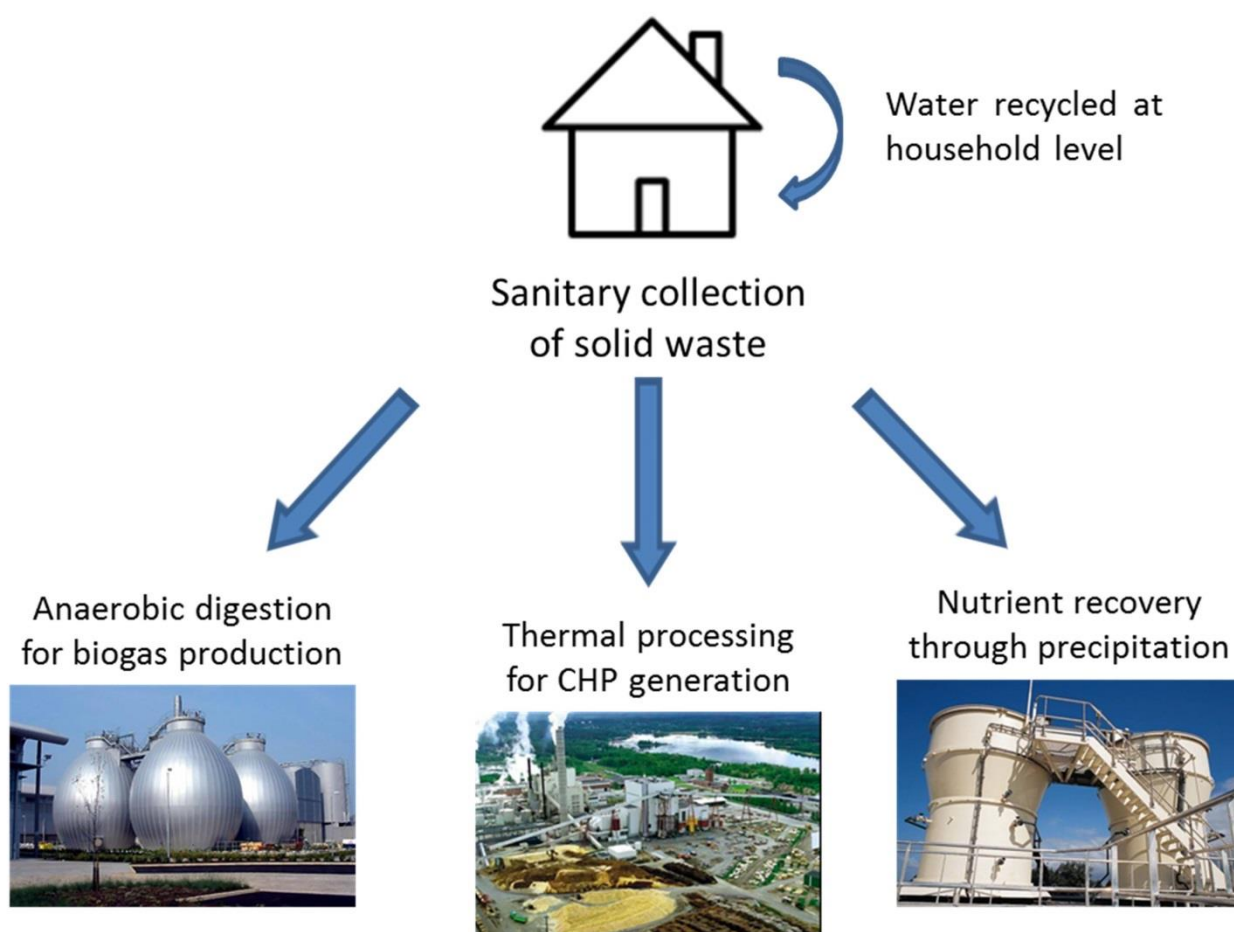 Water recycled at
household level
Sanitary collection
of solid waste
Anaerobic digestion
for biogas production
Thermal processing
for CHP generation
Nutrient recovery
through precipitation